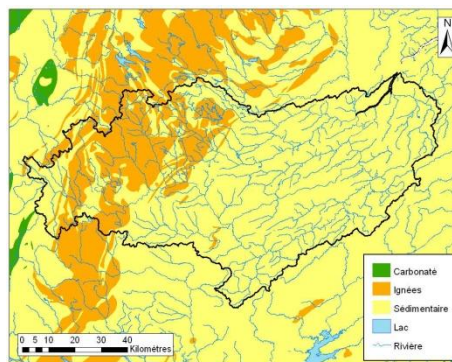 N
Carbonaté
Ignées
Sédimentaire
Lac
Rivière
0 5 10 20 30 40
Kilomètres